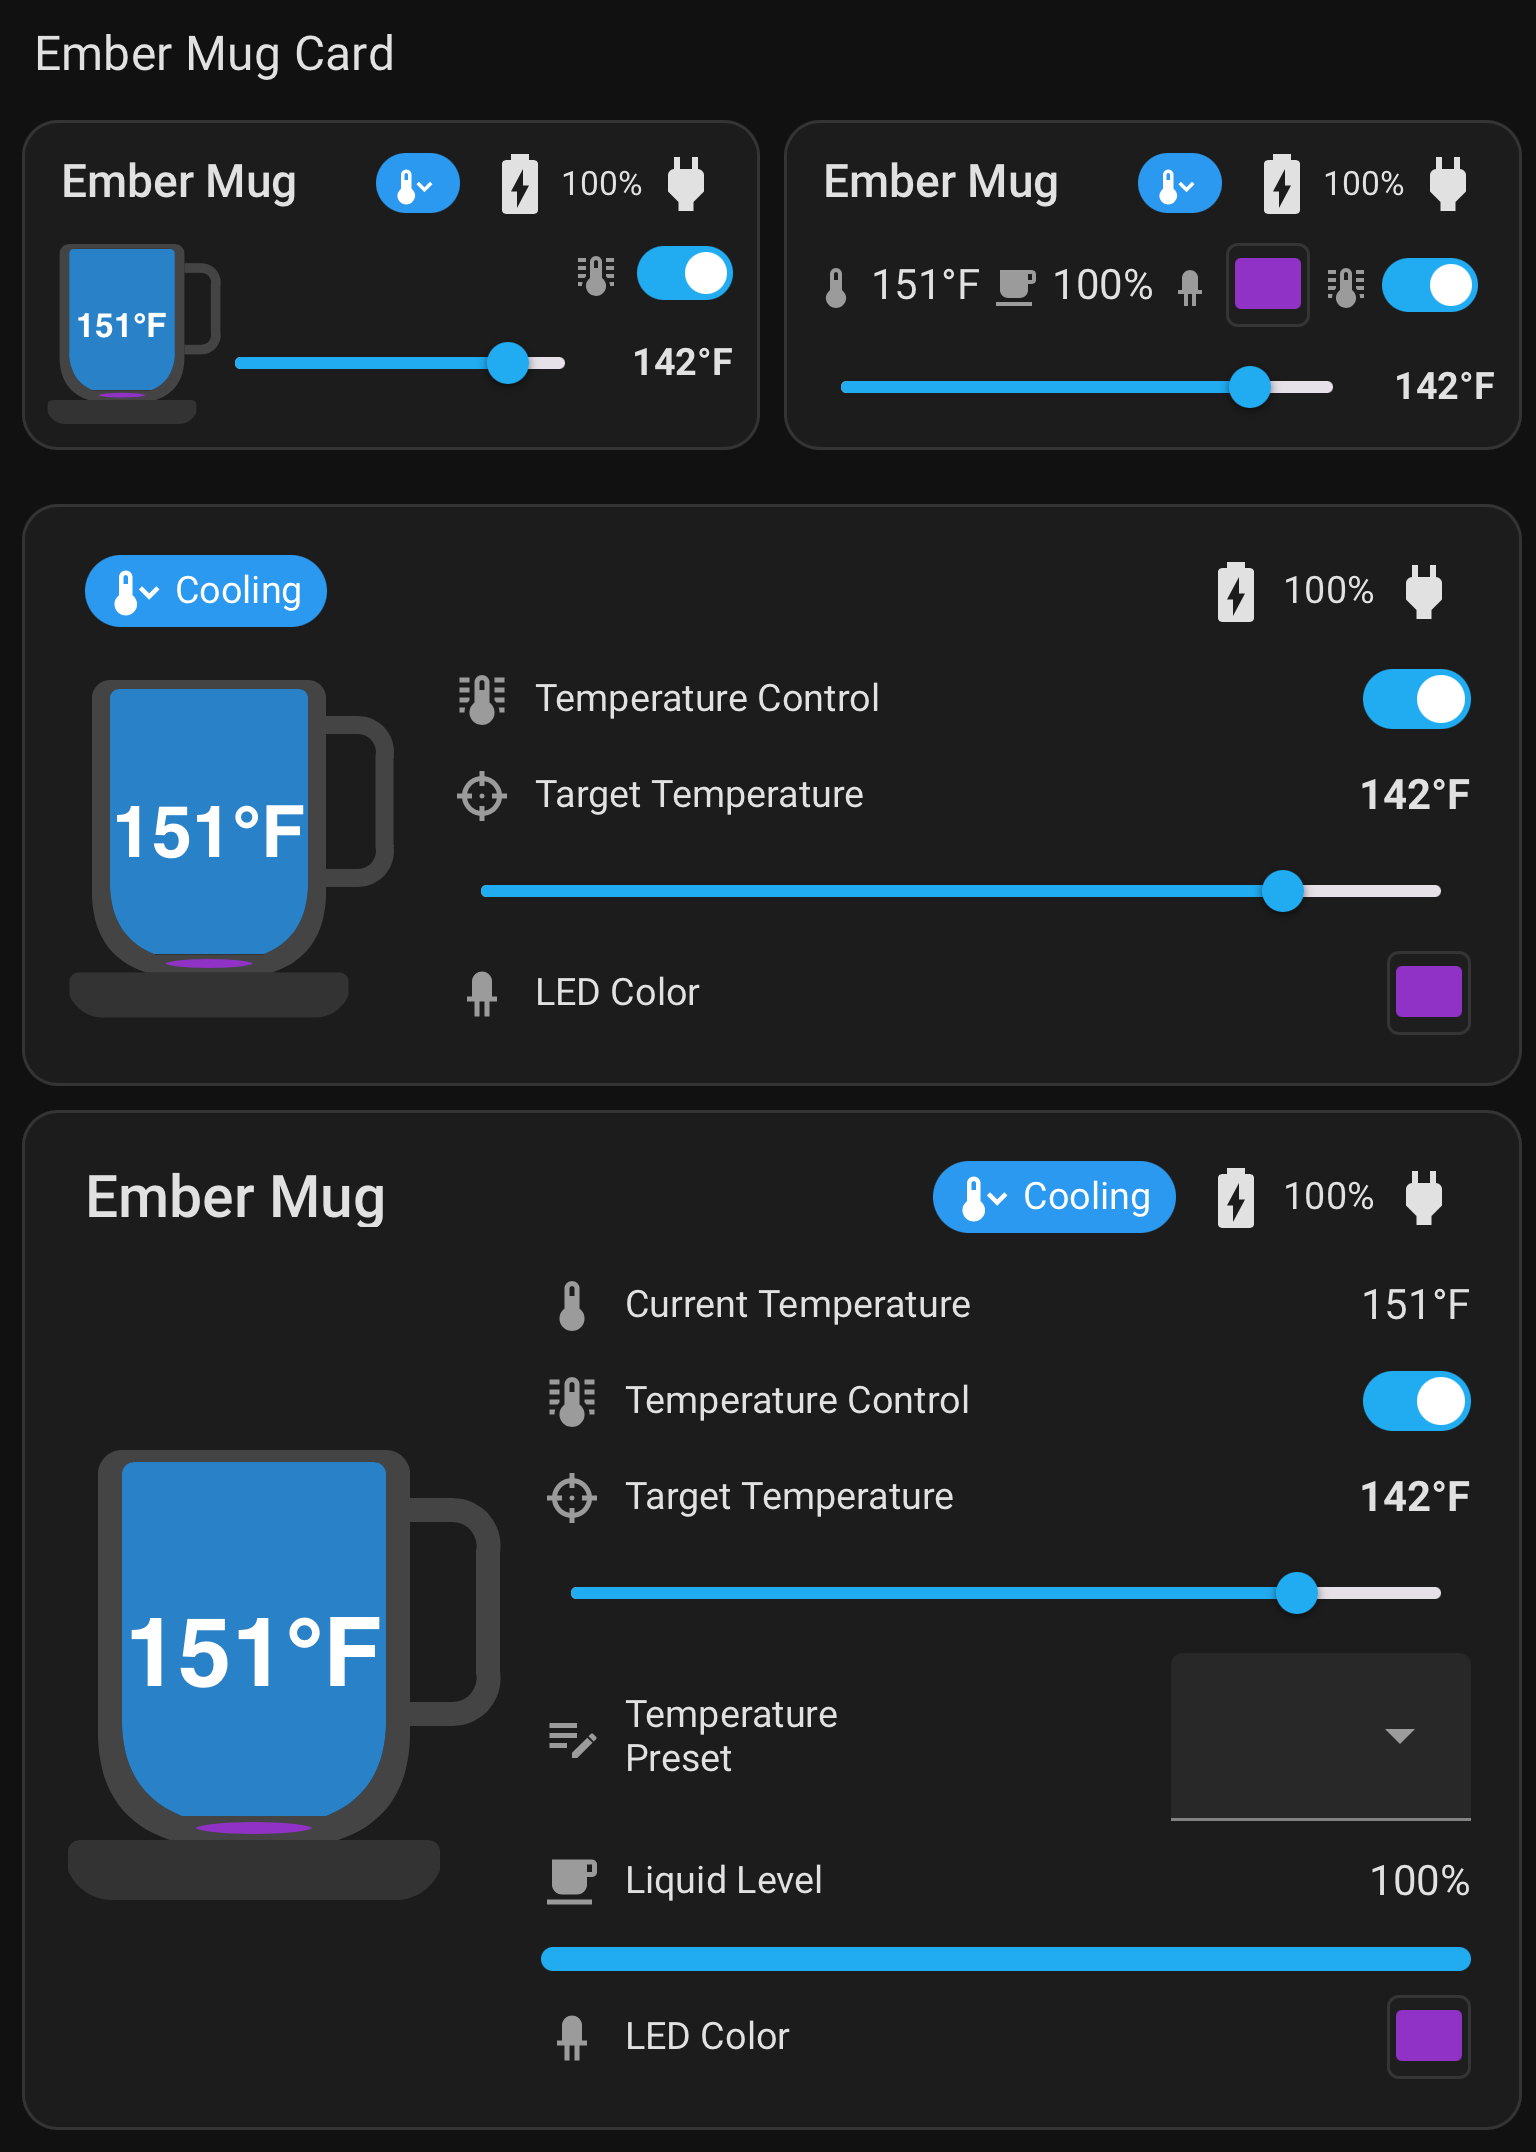 Ember Mug Card
Ember Mug 100%
151°F
142°F
Ember Mug 100%
151°F 100%
142°F
Cooling 100%
Temperature Control
Target Temperature 142°F
151°F
LED Color
Ember Mug Cooling 100%
Current Temperature 151°F
Temperature Control
Target Temperature 142°F
151°F
Temperature
Preset
Liquid Level 100%
LED Color